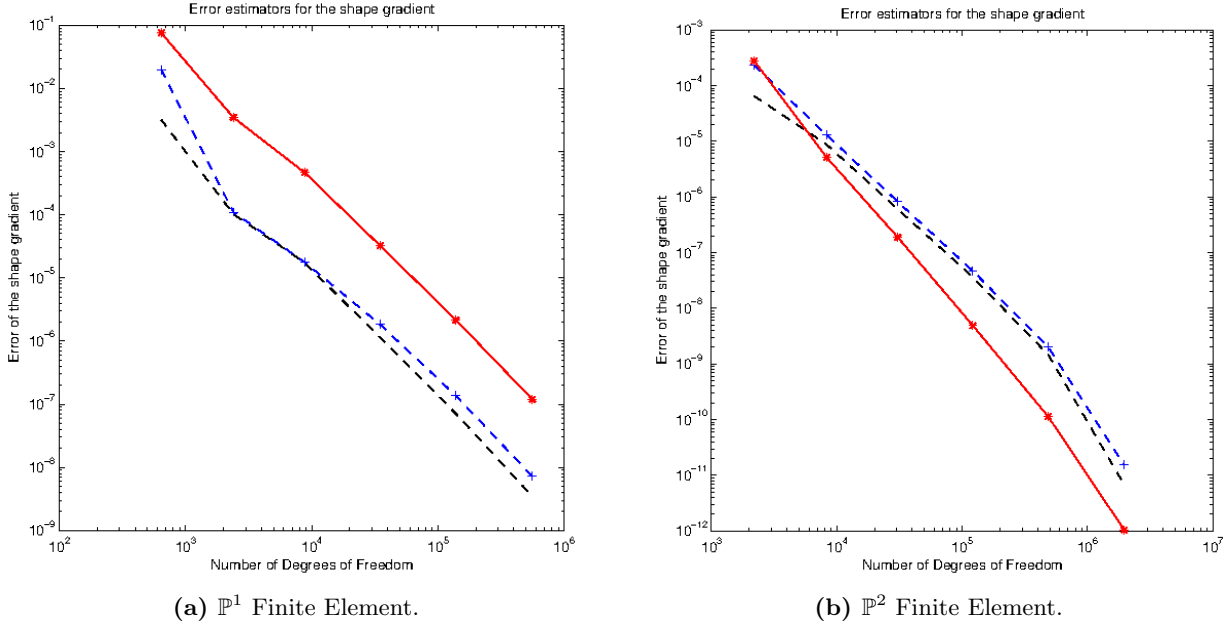 Error estimators for the shape gradient
10^{-1}
10^{-2}
10^{-3}
10^{-4}
10^{-5}
10^{-6}
10^{-7}
10^{-8}
10^{-9}
Error of the shape gradient
10^2 10^3 10^4 10^5 10^6
Number of Degrees of Freedom
(a) ℙ^1 Finite Element.
Error estimators for the shape gradient
10^{-3}
10^{-4}
10^{-5}
10^{-6}
10^{-7}
10^{-8}
10^{-9}
10^{-10}
10^{-11}
10^{-12}
Error of the shape gradient
10^3 10^4 10^5 10^6 10^7
Number of Degrees of Freedom
(b) ℙ^2 Finite Element.